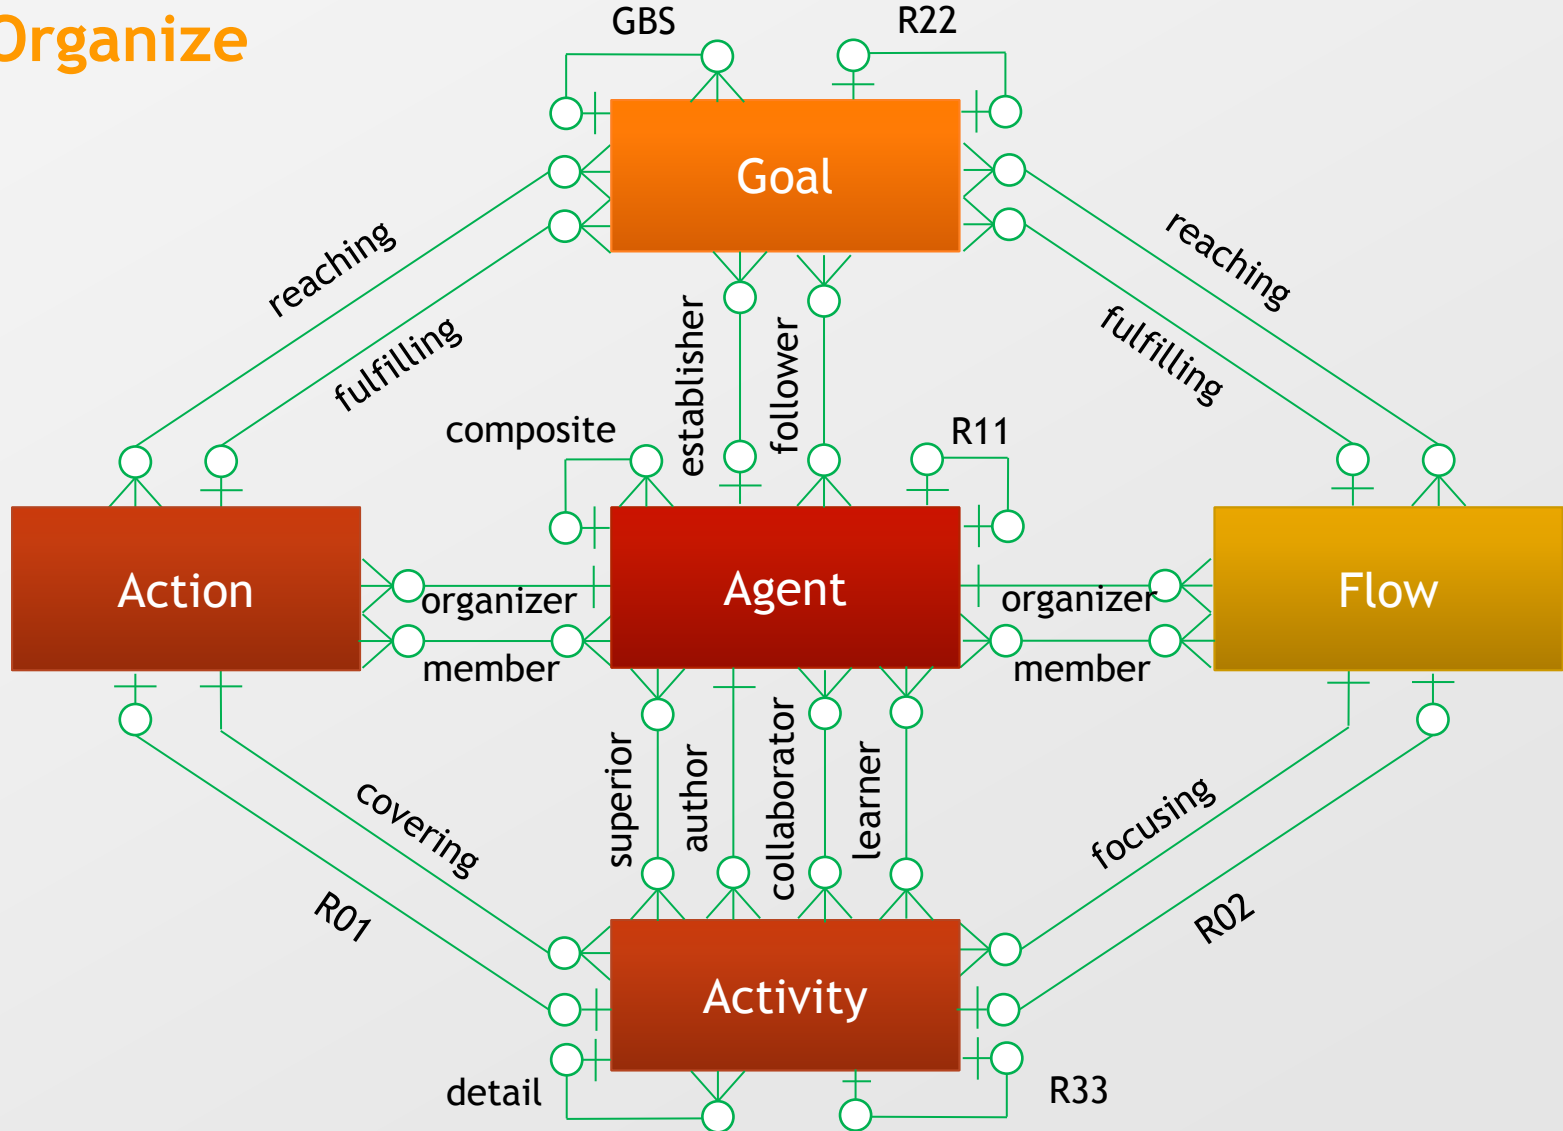 Organize
GBS
R22
Goal
reaching
reaching
fulfilling
fulfilling
establisher
follower
composite
R11
Action
Agent
Flow
organizer
organizer
member
member
superior
author
collaborator
learner
covering
focusing
R01
R02
Activity
detail
R33